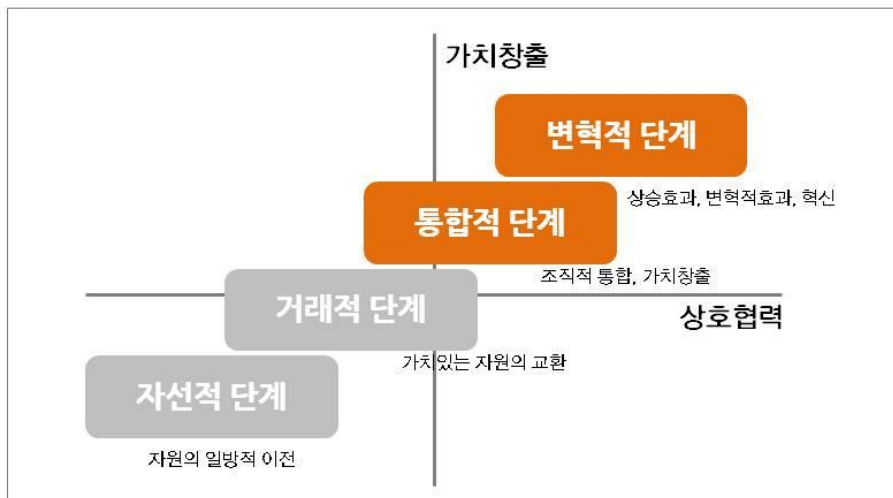 가치창출
변혁적 단계
상승효과, 변혁적효과, 혁신
통합적 단계
조직적 통합, 가치창출
거래적 단계
상호협력
가치있는 자원의 교환
자선적 단계
자원의 일방적 이전